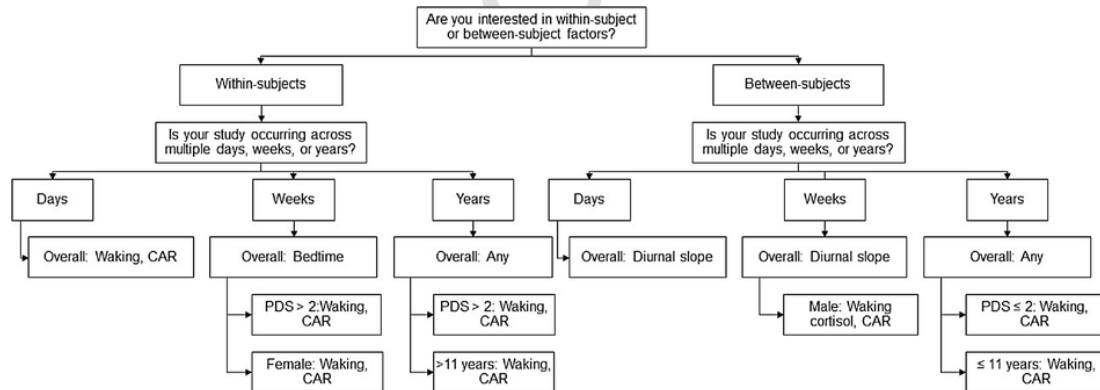 Are you interested in within-subject
or between-subject factors?
Within-subjects
Between-subjects
Is your study occurring across
multiple days, weeks, or years?
Is your study occurring across
multiple days, weeks, or years?
Days
Weeks
Years
Days
Weeks
Years
Overall: Waking, CAR
Overall: Bedtime
Overall: Any
Overall: Diurnal slope
Overall: Diurnal slope
Overall: Any
PDS > 2:Waking,
CAR
PDS > 2: Waking,
CAR
Male: Waking
cortisol, CAR
PDS ≤ 2: Waking,
CAR
Female: Waking,
CAR
>11 years: Waking,
CAR
≤ 11 years: Waking,
CAR